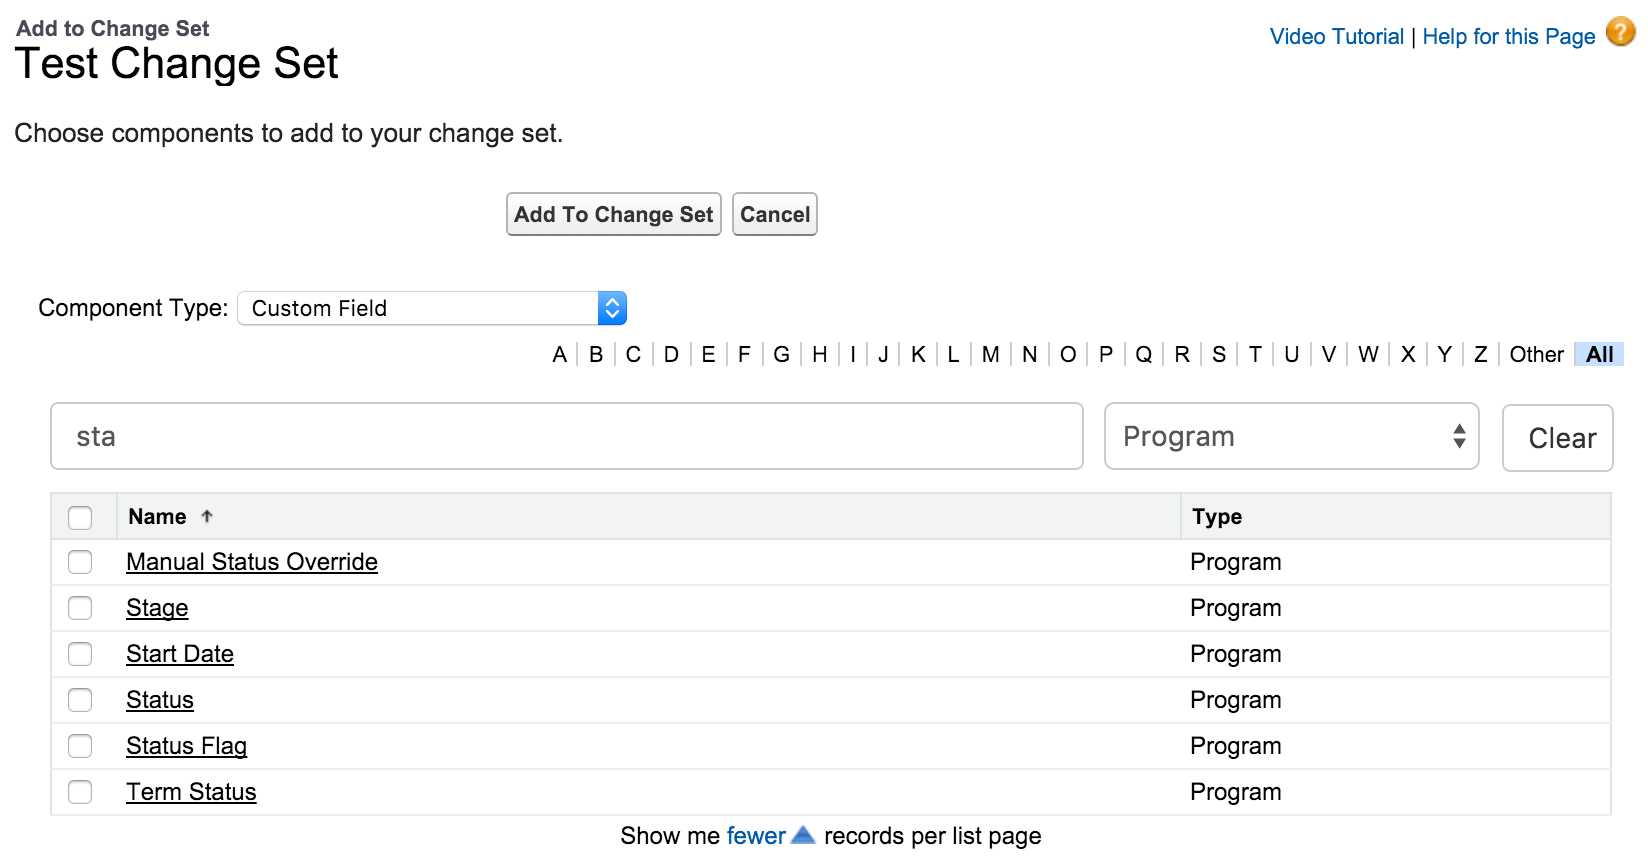 Add to Change Set
Test Change Set
Video Tutorial | Help for this Page ?
Choose components to add to your change set.
Add To Change Set Cancel
Component Type: Custom Field
A | B | C | D | E | F | G | H | I | J | K | L | M | N | O | P | Q | R | S | T | U | V | W | X | Y | Z | Other | All
sta Program Clear
Name Type
Manual Status Override Program
Stage Program
Start Date Program
Status Program
Status Flag Program
Term Status Program
Show me fewer records per list page